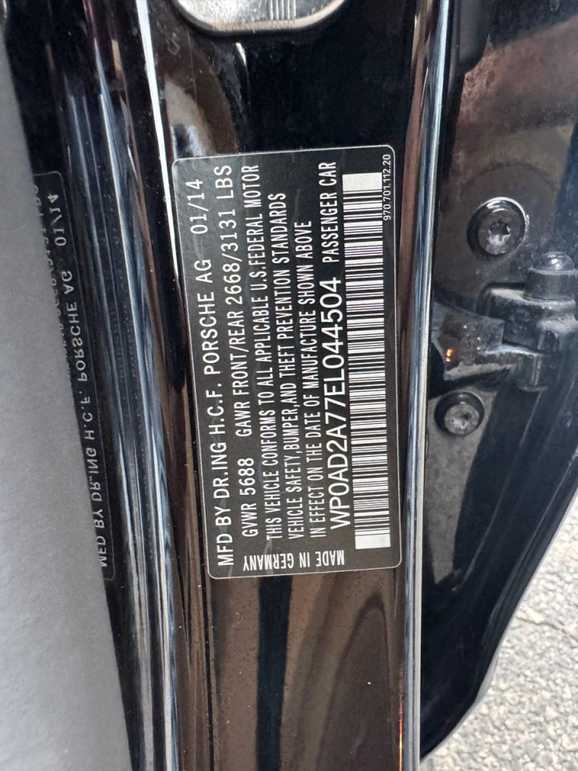 MFD BY DR.ING H.C.F. PORSCHE AG 01/14
GVWR 5688 GAWR FRONT/REAR 2668/3131 LBS
THIS VEHICLE CONFORMS TO ALL APPLICABLE U.S.FEDERAL MOTOR
VEHICLE SAFETY,BUMPER,AND THEFT PREVENTION STANDARDS
IN EFFECT ON THE DATE OF MANUFACTURE SHOWN ABOVE
WP0AD2A77EL044504 PASSENGER CAR
MADE IN GERMANY
970.701.112.20